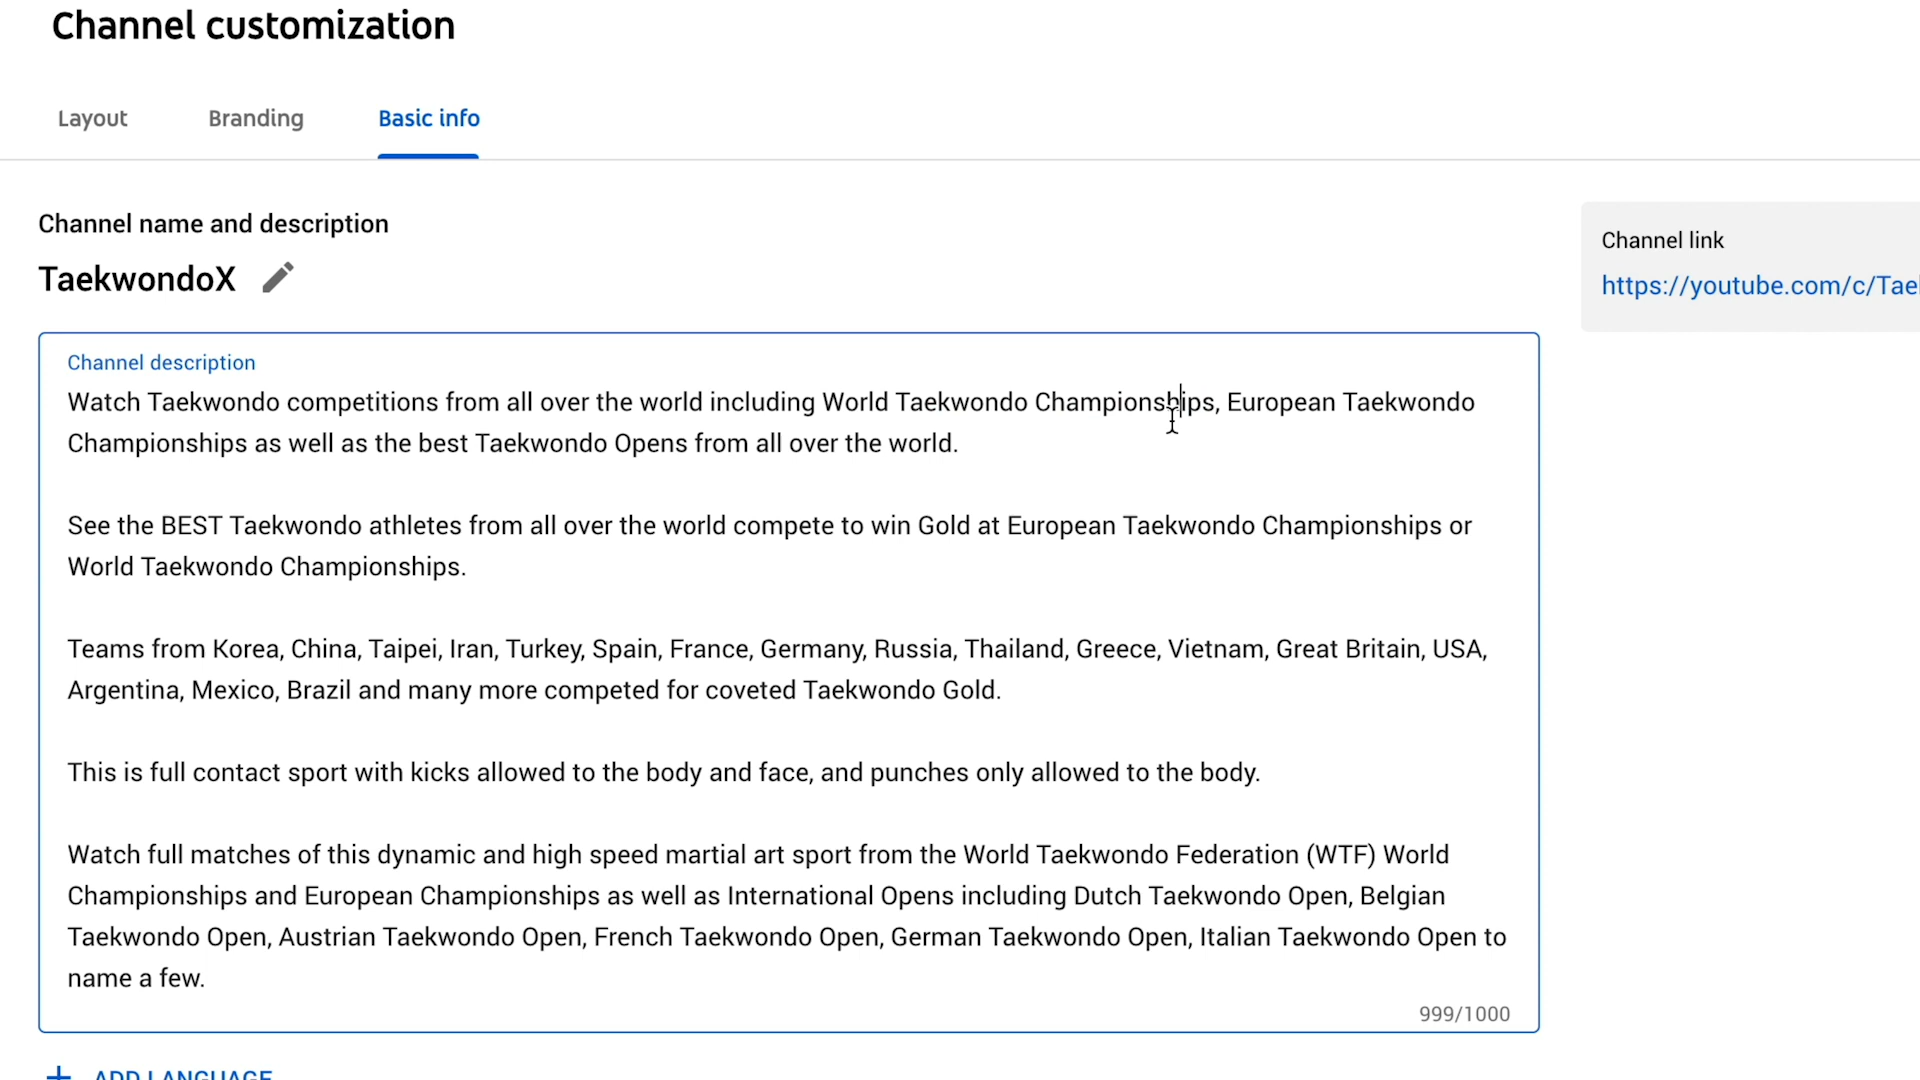 Channel customization
Layout Branding Basic info
Channel name and description
TaekwondoX
Channel link
https://youtube.com/c/Tae
Channel description
Watch Taekwondo competitions from all over the world including World Taekwondo Championships, European Taekwondo
Championships as well as the best Taekwondo Opens from all over the world.
See the BEST Taekwondo athletes from all over the world compete to win Gold at European Taekwondo Championships or
World Taekwondo Championships.
Teams from Korea, China, Taipei, Iran, Turkey, Spain, France, Germany, Russia, Thailand, Greece, Vietnam, Great Britain, USA,
Argentina, Mexico, Brazil and many more competed for coveted Taekwondo Gold.
This is full contact sport with kicks allowed to the body and face, and punches only allowed to the body.
Watch full matches of this dynamic and high speed martial art sport from the World Taekwondo Federation (WTF) World
Championships and European Championships as well as International Opens including Dutch Taekwondo Open, Belgian
Taekwondo Open, Austrian Taekwondo Open, French Taekwondo Open, German Taekwondo Open, Italian Taekwondo Open to
name a few.
999/1000
+ ADD LANGUAGE